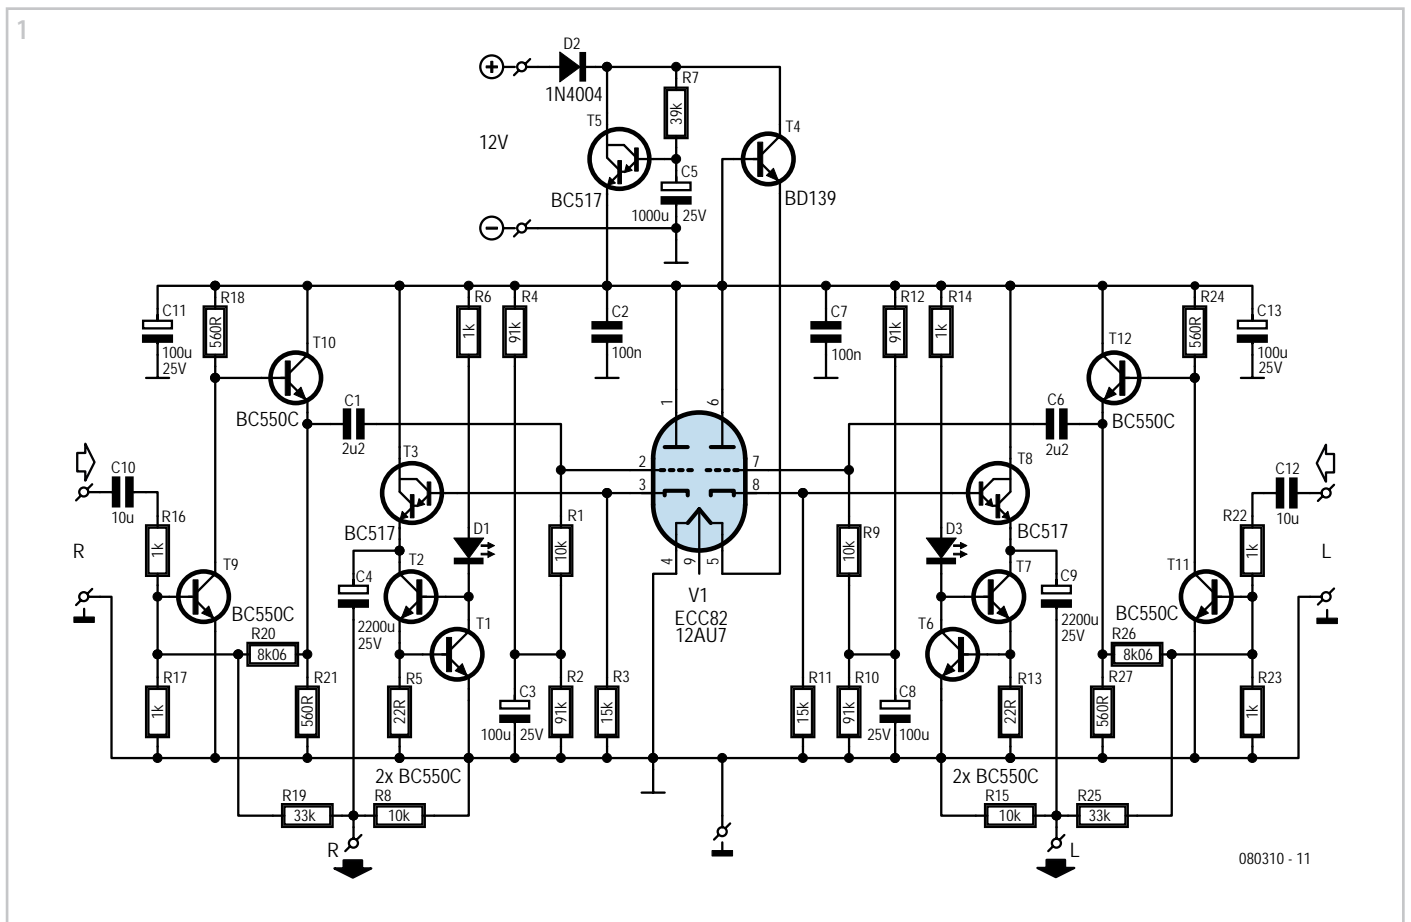 1
D2
1N4004
R7
39k
T5
T4
12V
C5
BC517
1000u
25V
BD139
C11
100u
25V
R18
560R
T10
BC550C
R6
1k
R4
91k
C2
100n
C7
100n
R12
91k
R14
1k
R24
560R
T12
BC550C
C13
100u
25V
C1
2u2
C6
2u2
1
6
2
7
3
8
4
9
5
V1
ECC82
12AU7
C10
10u
R16
1k
R
T9
BC550C
R20
8k06
R17
1k
R21
560R
T3
BC517
D1
C4
2200u
25V
T2
T1
R5
22R
R1
10k
C3
100u
25V
R2
91k
R3
15k
R9
10k
R11
15k
R10
91k
C8
25V
100u
D3
T8
BC517
T7
T6
C9
2200u
25V
R13
22R
T11
BC550C
R26
8k06
R27
560R
R22
1k
C12
10u
L
R23
1k
2x BC550C
2x BC550C
R19
33k
R8
10k
R15
10k
R25
33k
R
L
080310 - 11